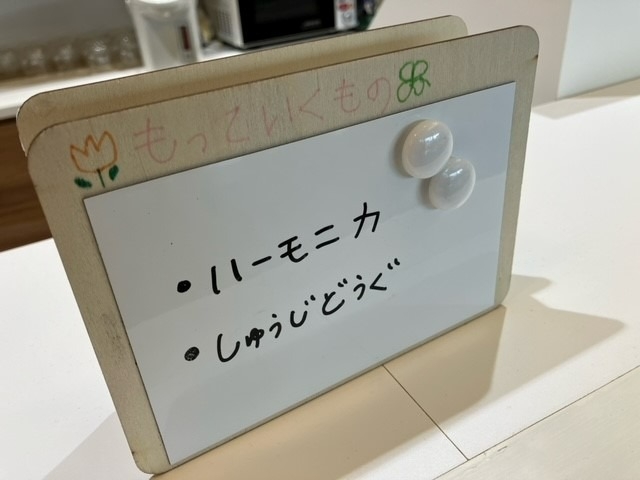 もっていくもの
・ハーモニカ
・しゅうじどうぐ